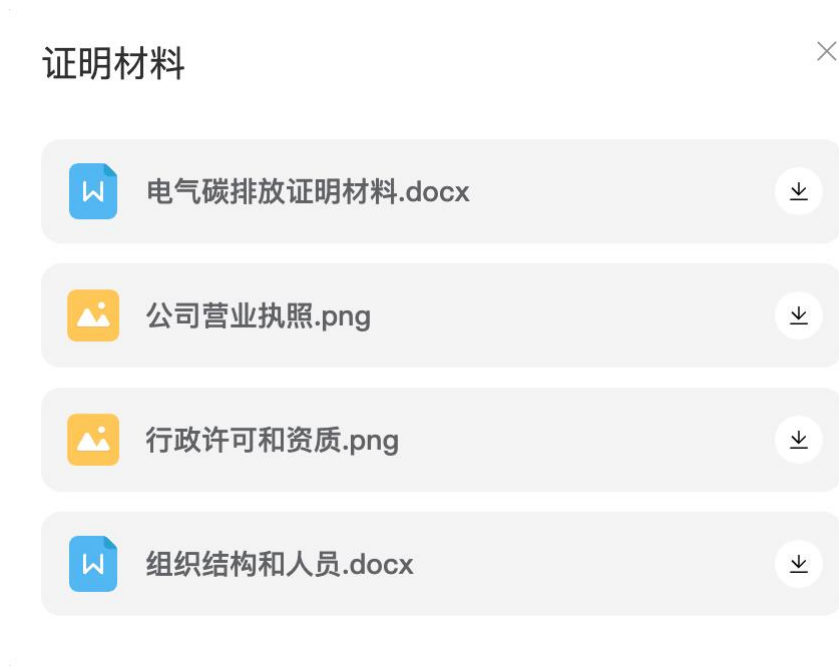 证明材料
电气碳排放证明材料.docx
公司营业执照.png
行政许可和资质.png
组织结构和人员.docx